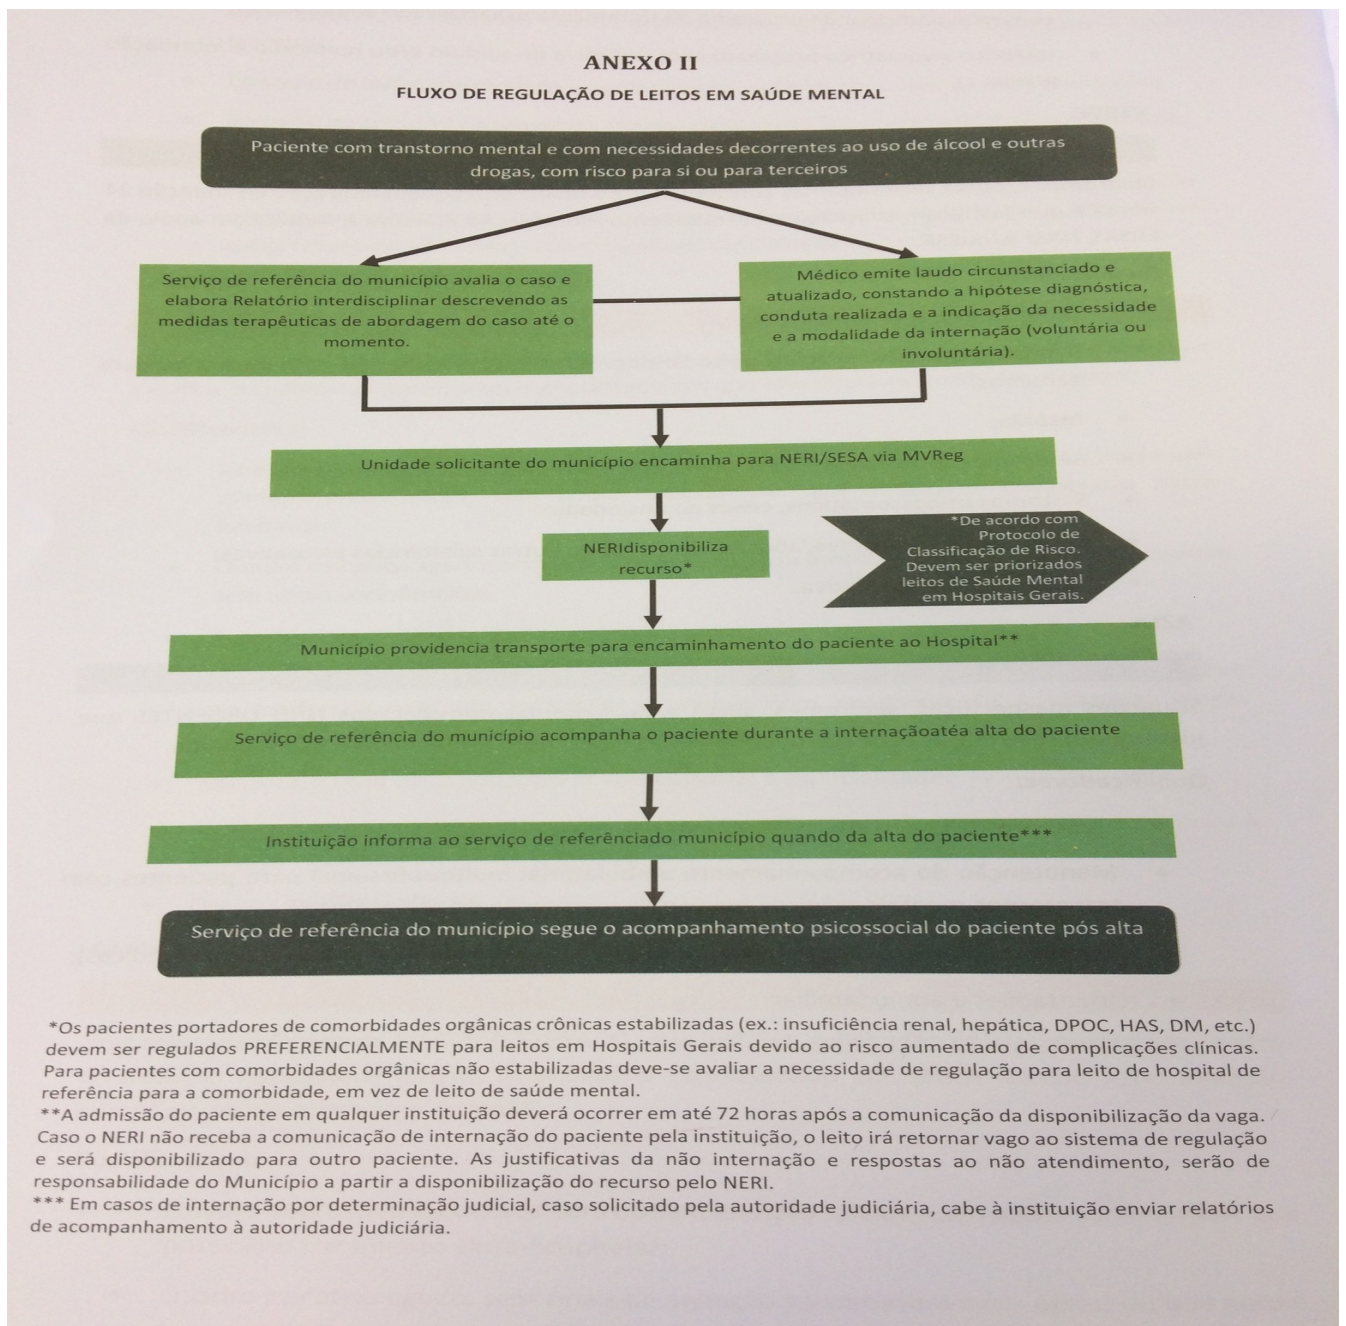 ANEXO II
FLUXO DE REGULAÇÃO DE LEITOS EM SAÚDE MENTAL
Paciente com transtorno mental e com necessidades decorrentes ao uso de álcool e outras
drogas, com risco para si ou para terceiros
Serviço de referência do município avalia o caso e
elabora Relatório interdisciplinar descrevendo as
medidas terapêuticas de abordagem do caso até o
momento.
Médico emite laudo circunstanciado e
atualizado, constando a hipótese diagnóstica,
conduta realizada e a indicação da necessidade
e a modalidade da internação (voluntária ou
involuntária).
Unidade solicitante do município encaminha para NERI/SESA via MVReg
NERIdisponibiliza
recurso*
*De acordo com
Protocolo de
Classificação de Risco.
Devem ser priorizados
leitos de Saúde Mental
em Hospitais Gerais.
Município providencia transporte para encaminhamento do paciente ao Hospital**
Serviço de referência do município acompanha o paciente durante a internaçãoatéa alta do paciente
Instituição informa ao serviço de referênciado município quando da alta do paciente***
Serviço de referência do município segue o acompanhamento psicossocial do paciente pós alta
*Os pacientes portadores de comorbidades orgânicas crônicas estabilizadas (ex.: insuficiência renal, hepática, DPOC, HAS, DM, etc.)
devem ser regulados PREFERENCIALMENTE para leitos em Hospitais Gerais devido ao risco aumentado de complicações clínicas.
Para pacientes com comorbidades orgânicas não estabilizadas deve-se avaliar a necessidade de regulação para leito de hospital de
referência para a comorbidade, em vez de leito de saúde mental.
**A admissão do paciente em qualquer instituição deverá ocorrer em até 72 horas após a comunicação da disponibilização da vaga.
Caso o NERI não receba a comunicação de internação do paciente pela instituição, o leito irá retornar vago ao sistema de regulação
e será disponibilizado para outro paciente. As justificativas da não internação e respostas ao não atendimento, serão de
responsabilidade do Município a partir a disponibilização do recurso pelo NERI.
*** Em casos de internação por determinação judicial, caso solicitado pela autoridade judiciária, cabe à instituição enviar relatórios
de acompanhamento à autoridade judiciária.